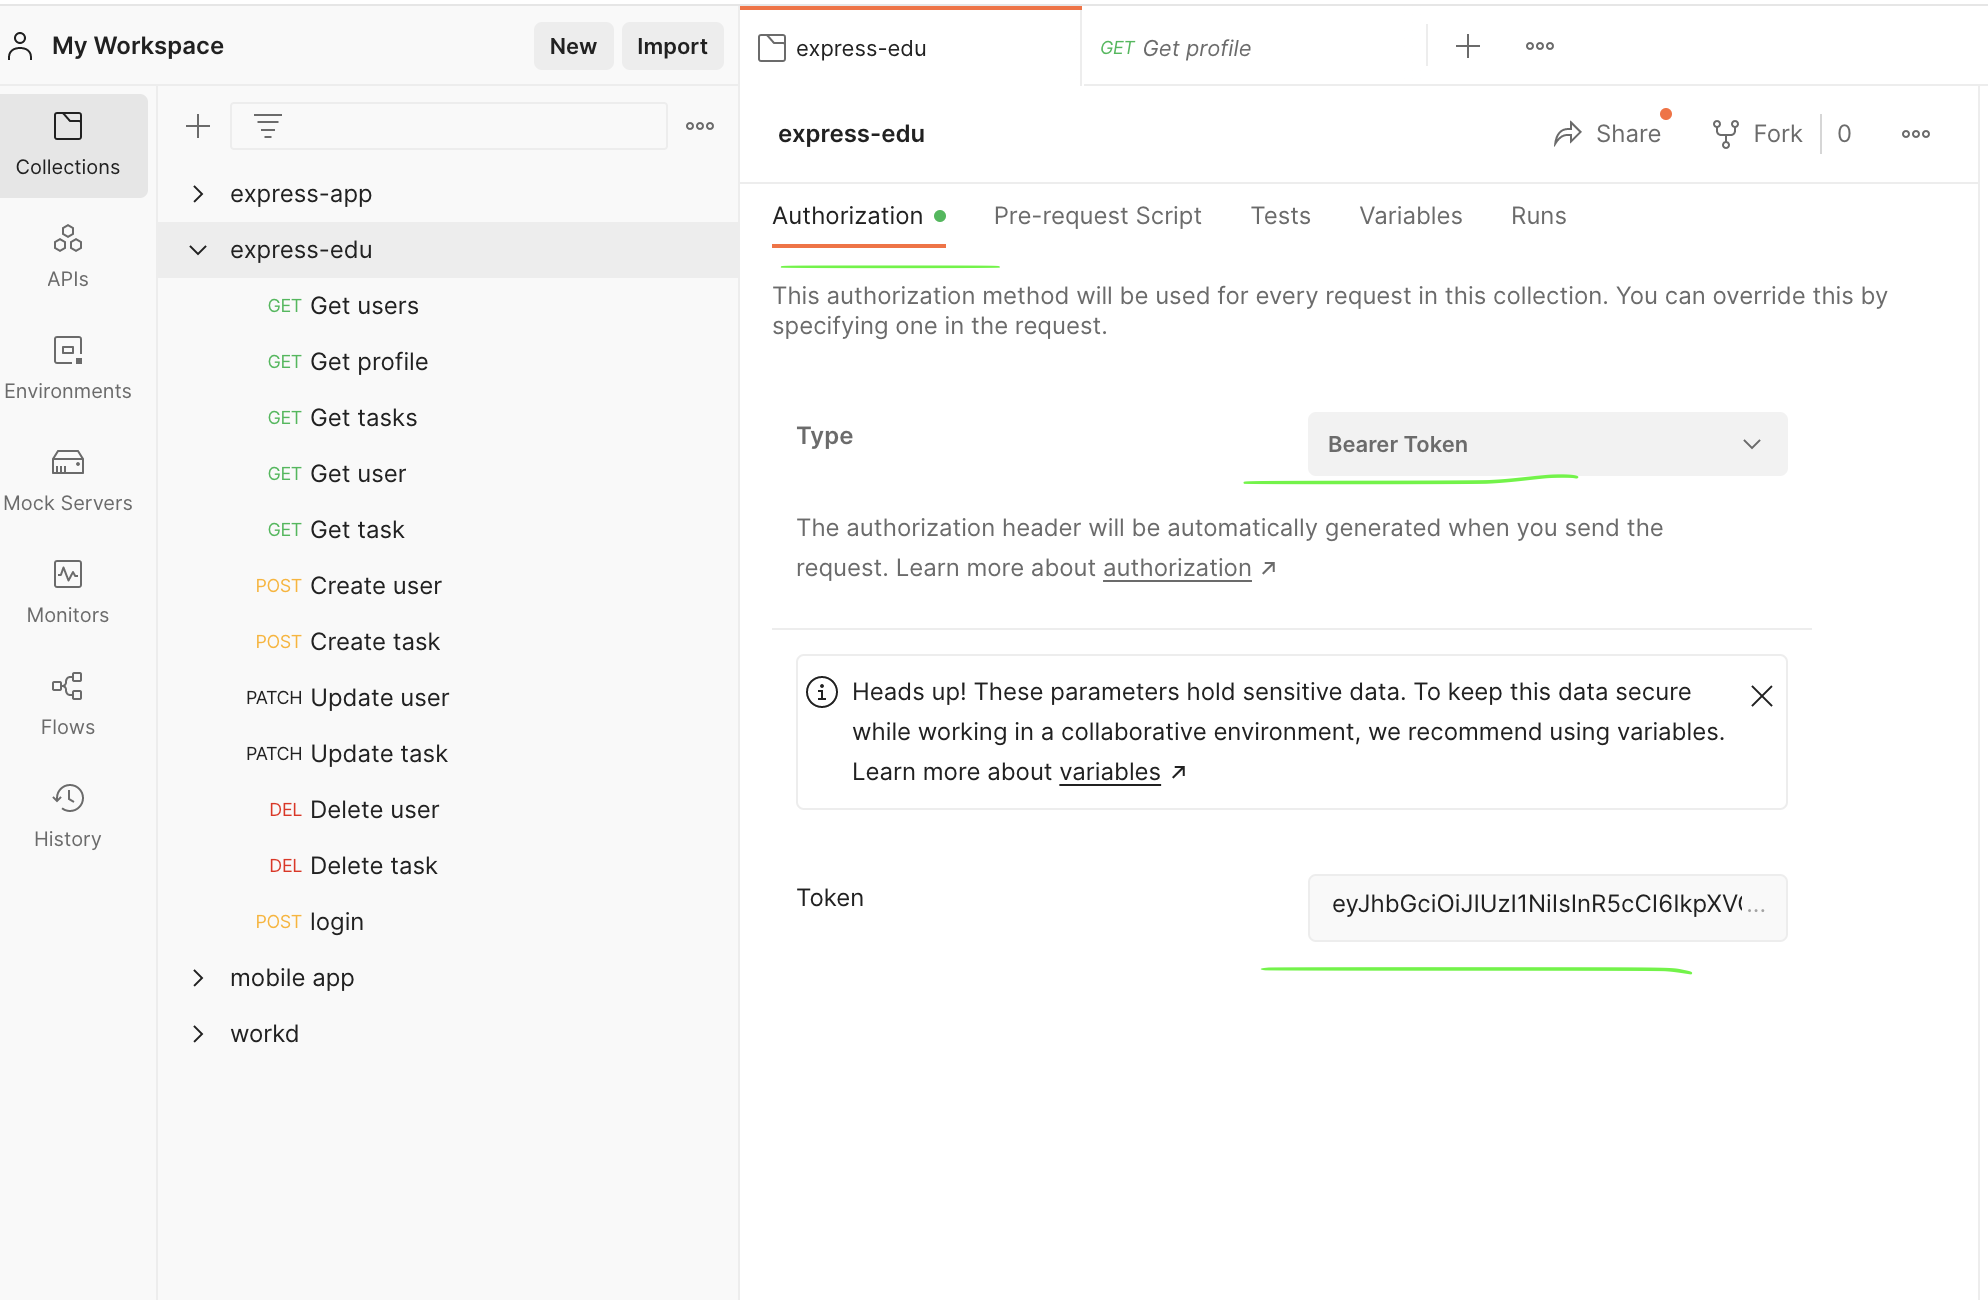 My Workspace
New
Import
express-edu
GET Get profile
Collections
APIs
Environments
Mock Servers
Monitors
Flows
History
express-app
express-edu
GET Get users
GET Get profile
GET Get tasks
GET Get user
GET Get task
POST Create user
POST Create task
PATCH Update user
PATCH Update task
DEL Delete user
DEL Delete task
POST login
mobile app
workd
express-edu
Share
Fork
0
Authorization
Pre-request Script
Tests
Variables
Runs
This authorization method will be used for every request in this collection. You can override this by
specifying one in the request.
Type
Bearer Token
The authorization header will be automatically generated when you send the
request. Learn more about authorization ↗
Heads up! These parameters hold sensitive data. To keep this data secure
while working in a collaborative environment, we recommend using variables.
Learn more about variables ↗
Token
eyJhbGciOiJIUzI1NiIsInR5cCI6IkpXVC...